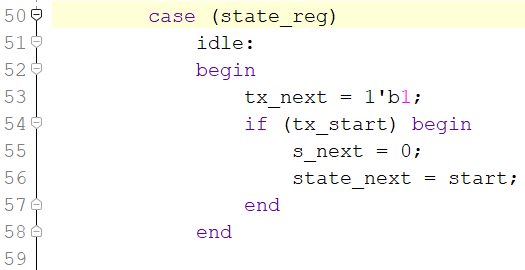 50 case (state_reg)
51 idle:
52 begin
53 tx_next = 1'b1;
54 if (tx_start) begin
55 s_next = 0;
56 state_next = start;
57 end
58 end
59